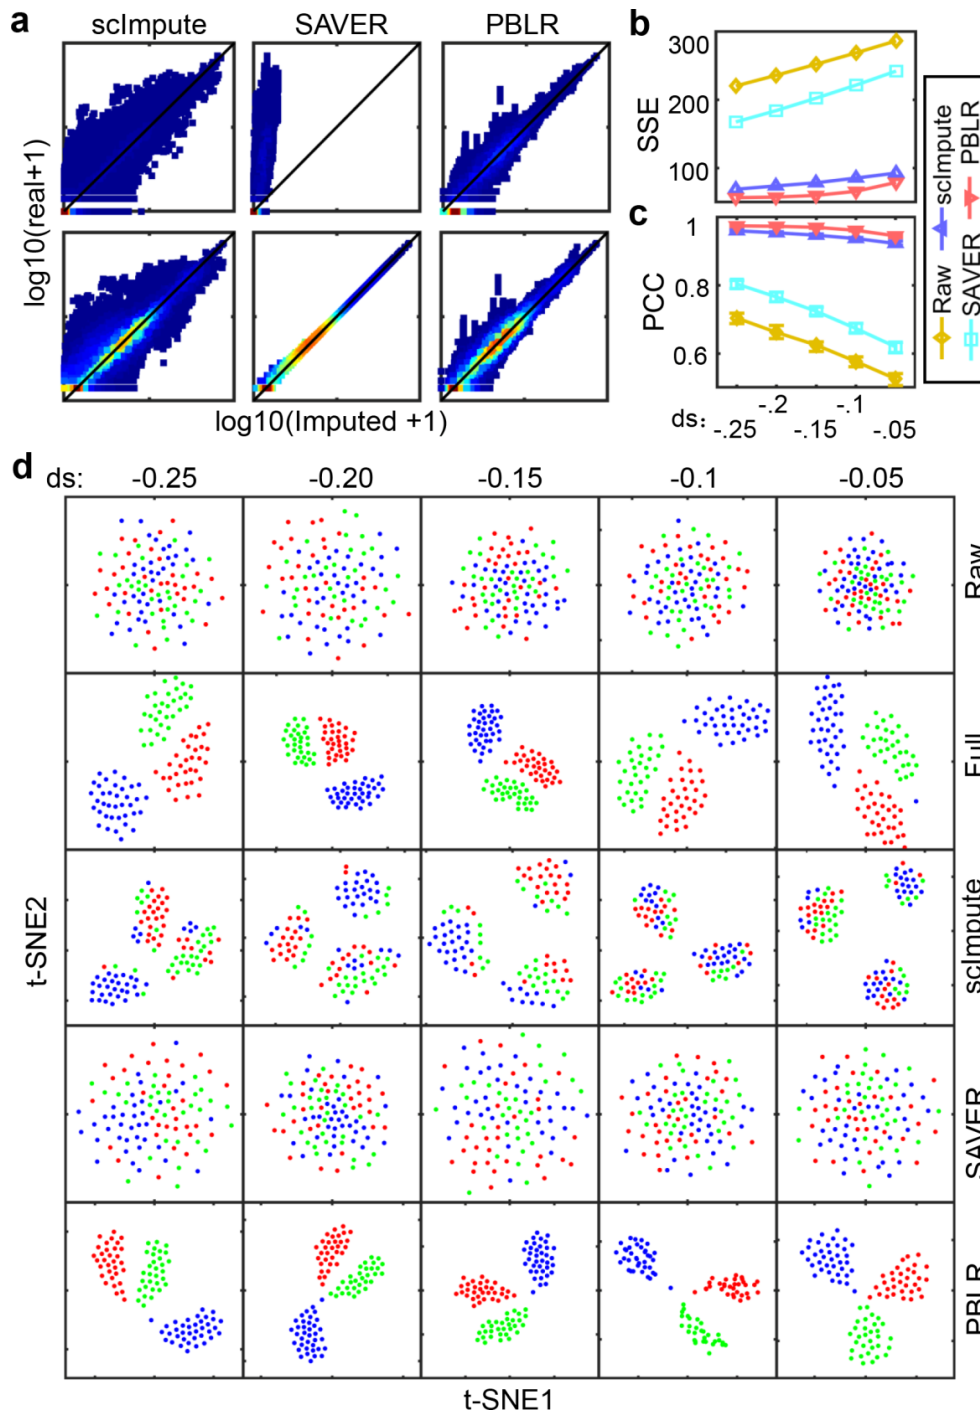 a
scImpute
SAVER
PBLR
log10(real+1)
log10(Imputed +1)
b
300
200
100
SSE
c
1
0.8
0.6
PCC
ds:
-.25
-.2
-.15
-.1
-.05
Raw
scImpute
SAVER
PBLR
d
ds:
-0.25
-0.20
-0.15
-0.1
-0.05
Raw
Full
scImpute
SAVER
PBLR
t-SNE2
t-SNE1